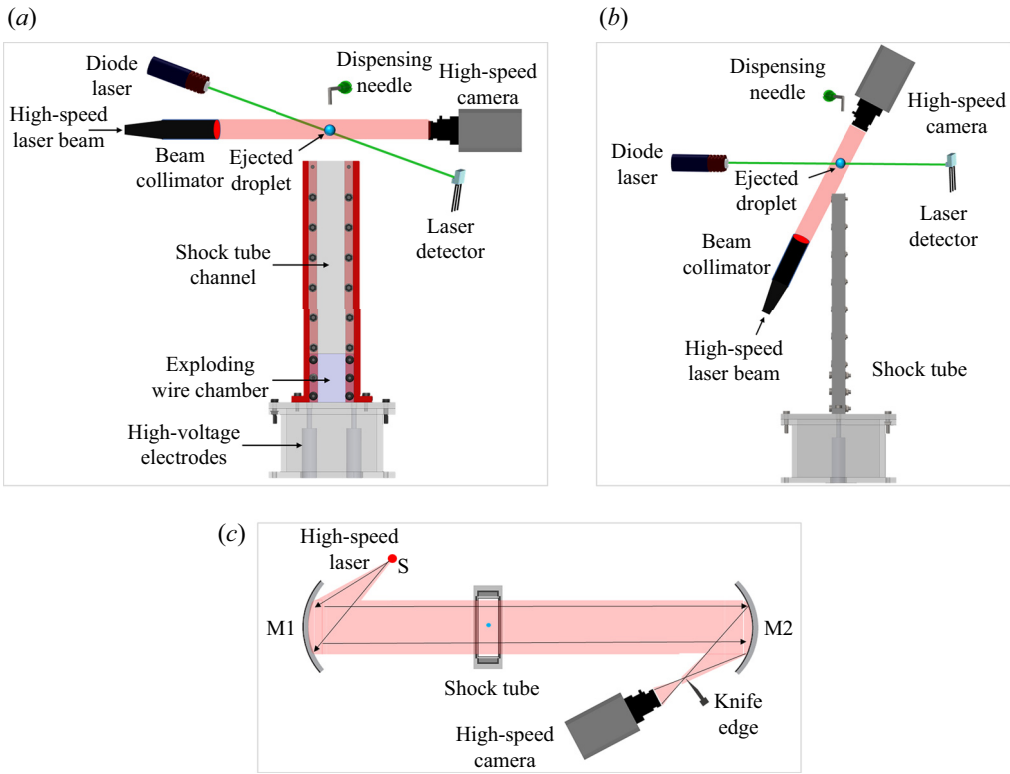 (a)
Diode
laser
Dispensing
needle
High-speed
camera
High-speed
laser beam
Beam
collimator
Ejected
droplet
Laser
detector
Shock tube
channel
Exploding
wire chamber
High-voltage
electrodes
(b)
Dispensing
needle
High-speed
camera
Diode
laser
Ejected
droplet
Laser
detector
Beam
collimator
High-speed
laser beam
Shock tube
(c)
High-speed
laser
S
M1
M2
Shock tube
Knife
edge
High-speed
camera